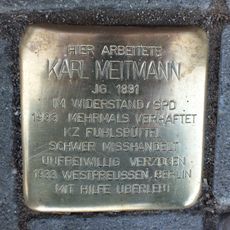 HIER ARBEITETE
KARL MEITMANN
JG. 1891
IM WIDERSTAND / SPD
1933 MEHRMALS VERHAFTET
KZ FUHLSBÜTTEL
SCHWER MISSHANDELT
UNFREIWILLIG VERZOGEN
1933 WESTPREUSSEN, BERLIN
MIT HILFE ÜBERLEBT